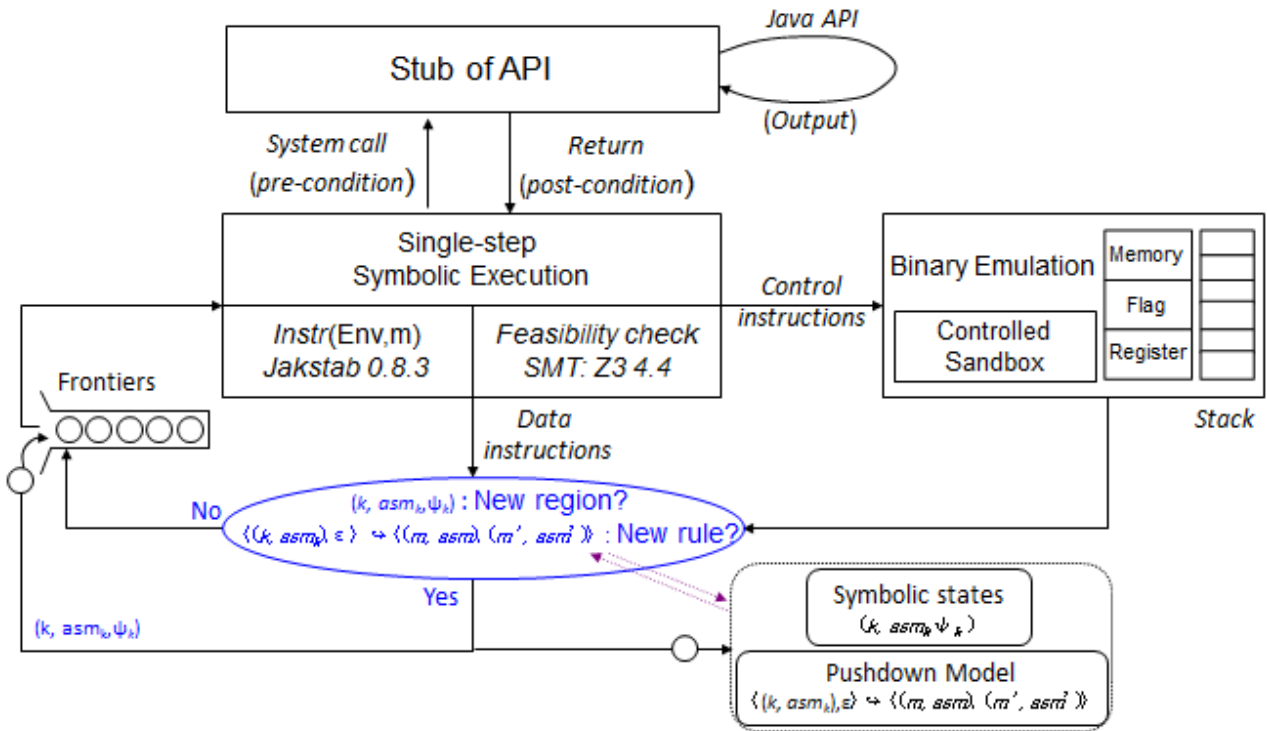 Java API
Stub of API
(Output)
System call
(pre-condition)
Return
(post-condition)
Single-step
Symbolic Execution
Instr(Env,m)
Jakstab 0.8.3
Feasibility check
SMT: Z3 4.4
Control
instructions
Binary Emulation
Controlled
Sandbox
Memory
Flag
Register
Stack
Frontiers
Data
instructions
No
(k, asmₖ,ψₖ) : New region?
⟨(k, asmₖ), ε⟩ ↪ ⟨(m, asm), (m', asm')⟩ : New rule?
Yes
(k, asmₖ,ψₖ)
Symbolic states
(k, asmₖ ψₖ)
Pushdown Model
⟨(k, asmₖ),ε⟩ ↪ ⟨(m, asm), (m', asm')⟩